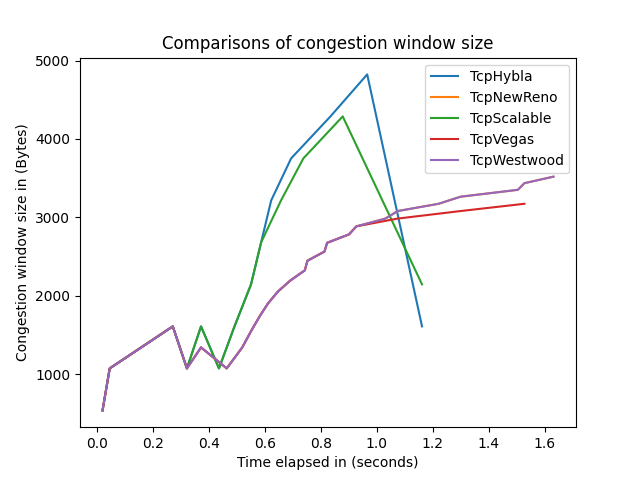 Comparisons of congestion window size
Congestion window size in (Bytes)
5000
4000
3000
2000
1000
TcpHybla
TcpNewReno
TcpScalable
TcpVegas
TcpWestwood
0.0 0.2 0.4 0.6 0.8 1.0 1.2 1.4 1.6
Time elapsed in (seconds)